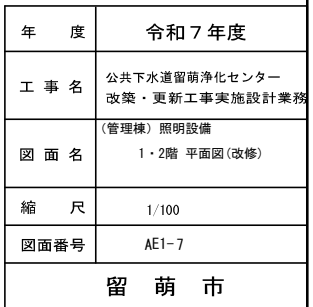 年度 令和7年度
工事名 公共下水道留萌浄化センター
改築・更新工事実施設計業務
図面名 (管理棟) 照明設備
1・2階 平面図(改修)
縮尺 1/100
図面番号 AE1-7
留萌市